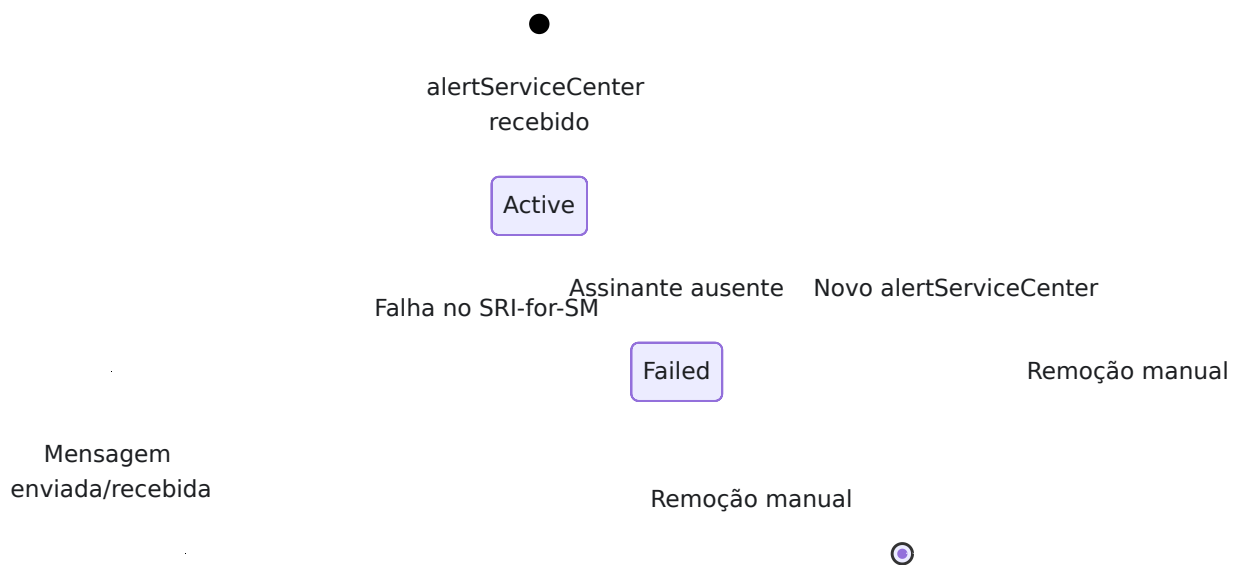 alertServiceCenter
recebido
Active
Assinante ausente
Novo alertServiceCenter
Falha no SRI-for-SM
Failed
Remoção manual
Mensagem
enviada/recebida
Remoção manual